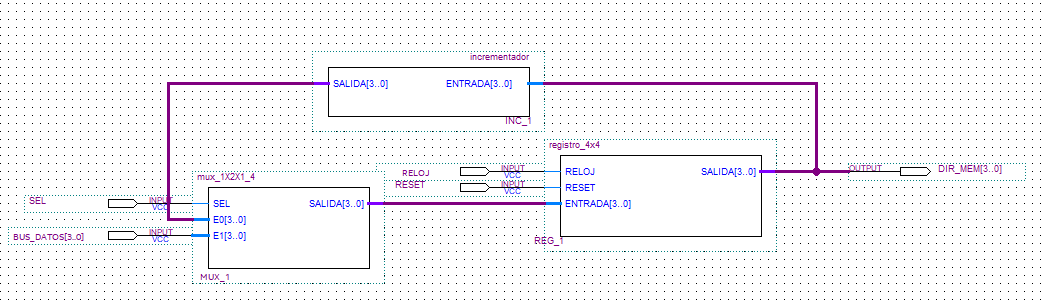 incrementador
SALIDA[3..0] ENTRADA[3..0]
INC_1
registro_4x4
RELOJ INPUT VCC
RESET INPUT VCC
RELOJ
RESET
ENTRADA[3..0]
SALIDA[3..0]
REG_1
OUTPUT DIR_MEM[3..0]
mux_1X2X1_4
SEL INPUT VCC
BUS_DATOS[3..0] INPUT VCC
SEL
E0[3..0]
E1[3..0]
SALIDA[3..0]
MUX_1